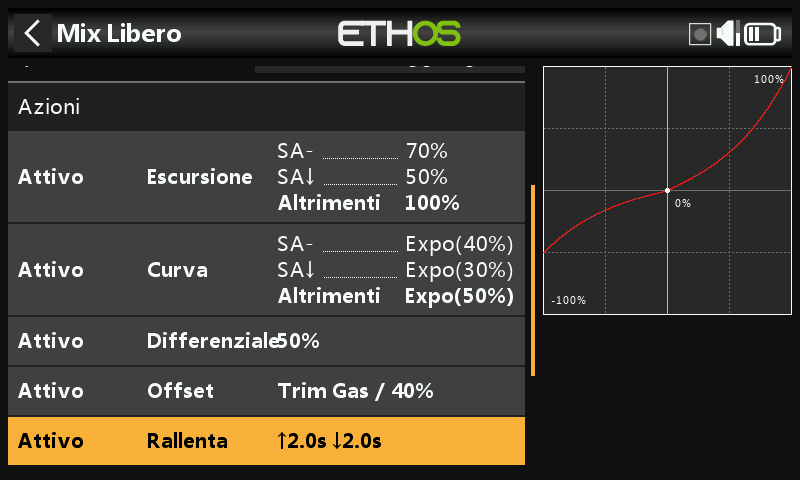 Mix Libero
ETHOS
Azioni
Attivo Escursione SA- 70%
SA↓ 50%
Altrimenti 100%
Attivo Curva SA- Expo(40%)
SA↓ Expo(30%)
Altrimenti Expo(50%)
Attivo Differenziale 50%
Attivo Offset Trim Gas / 40%
Attivo Rallenta ↑2.0s ↓2.0s
100%
0%
-100%